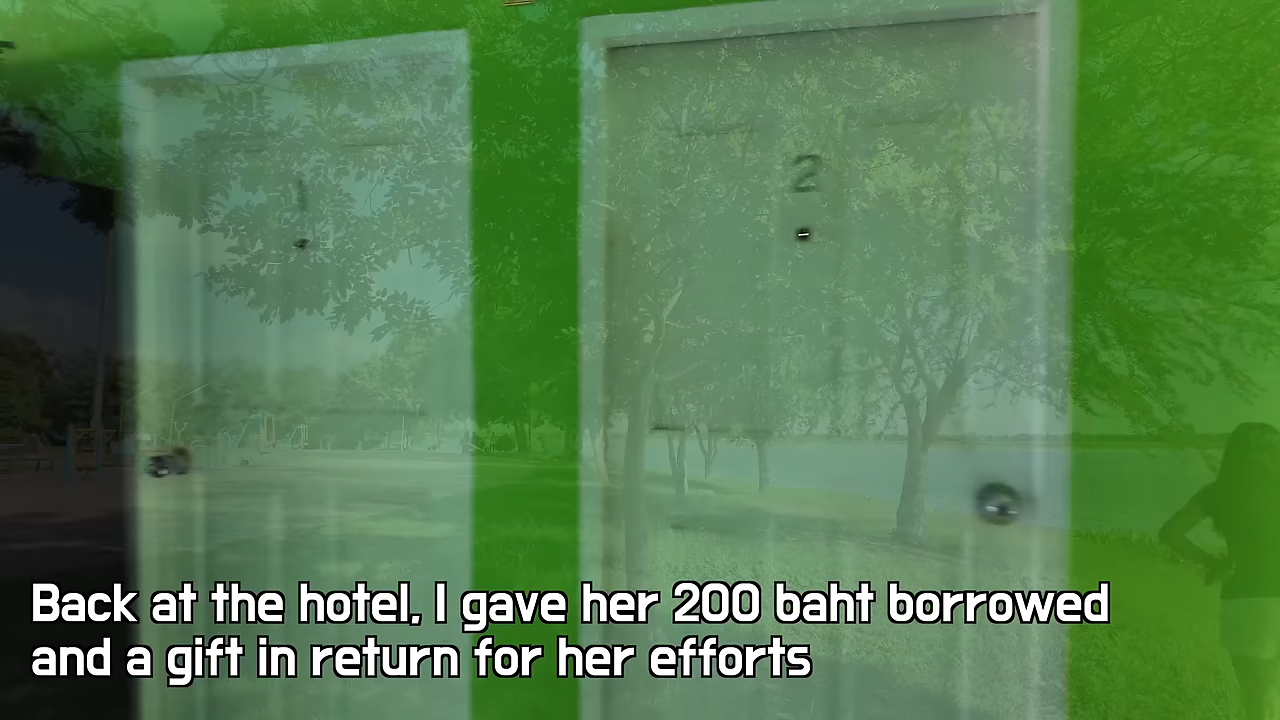 1
2
Back at the hotel, I gave her 200 baht borrowed
and a gift in return for her efforts